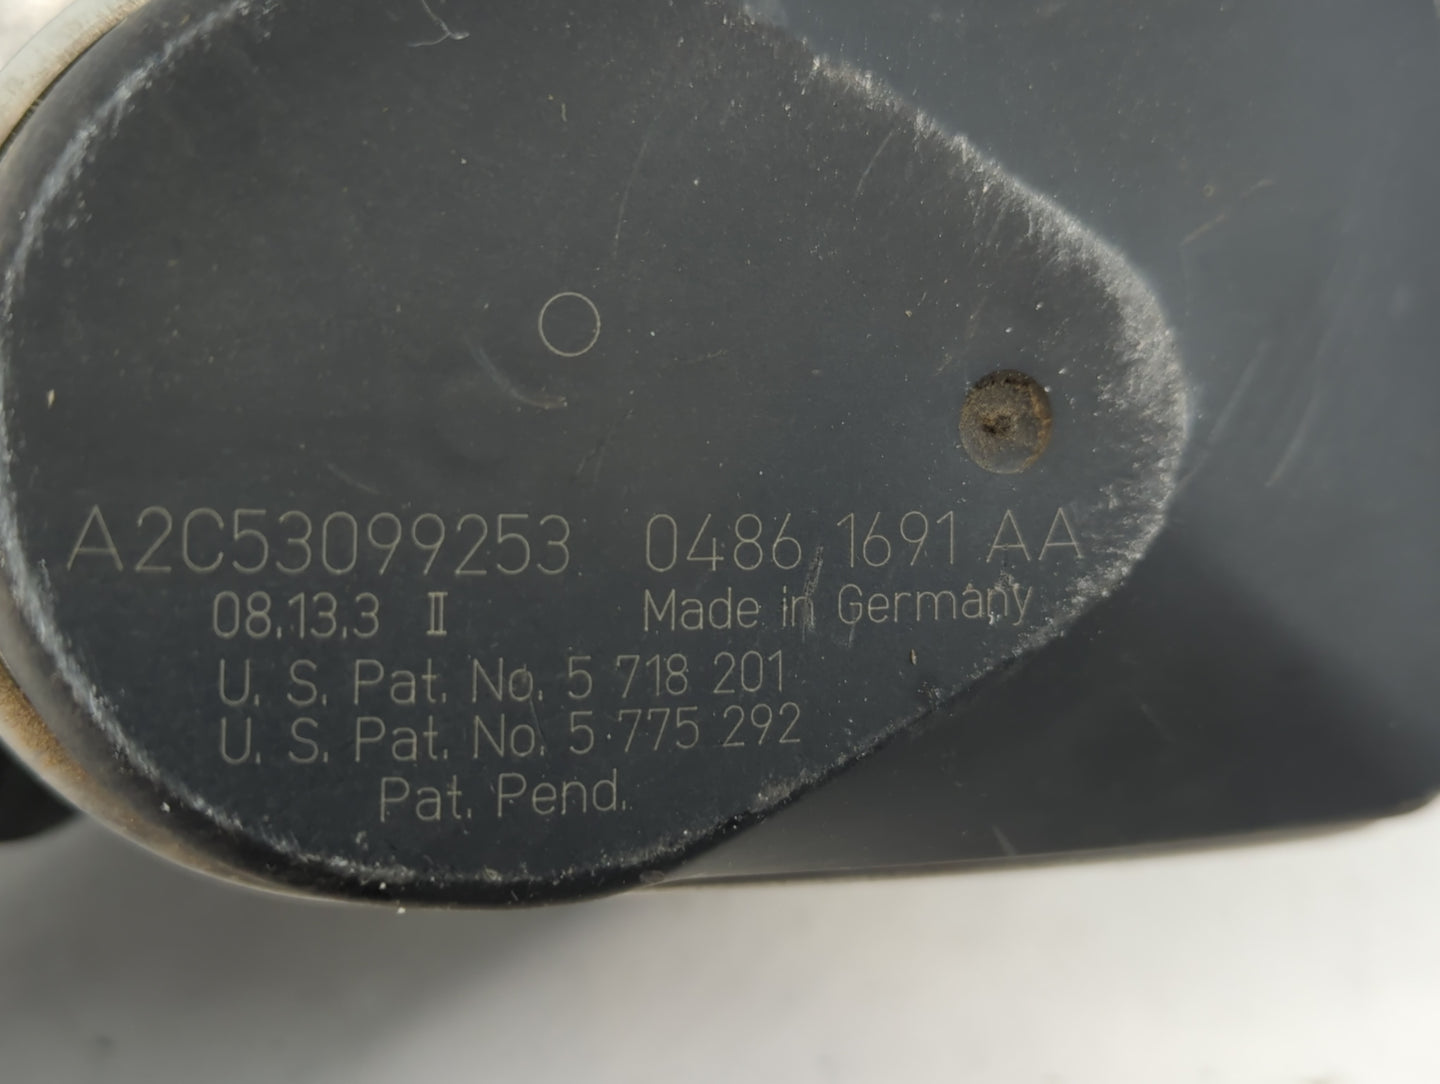 A2C53099253 0486 1691 AA
08.13.3 II Made in Germany
U. S. Pat. No. 5 718 201
U. S. Pat. No. 5 775 292
Pat. Pend.